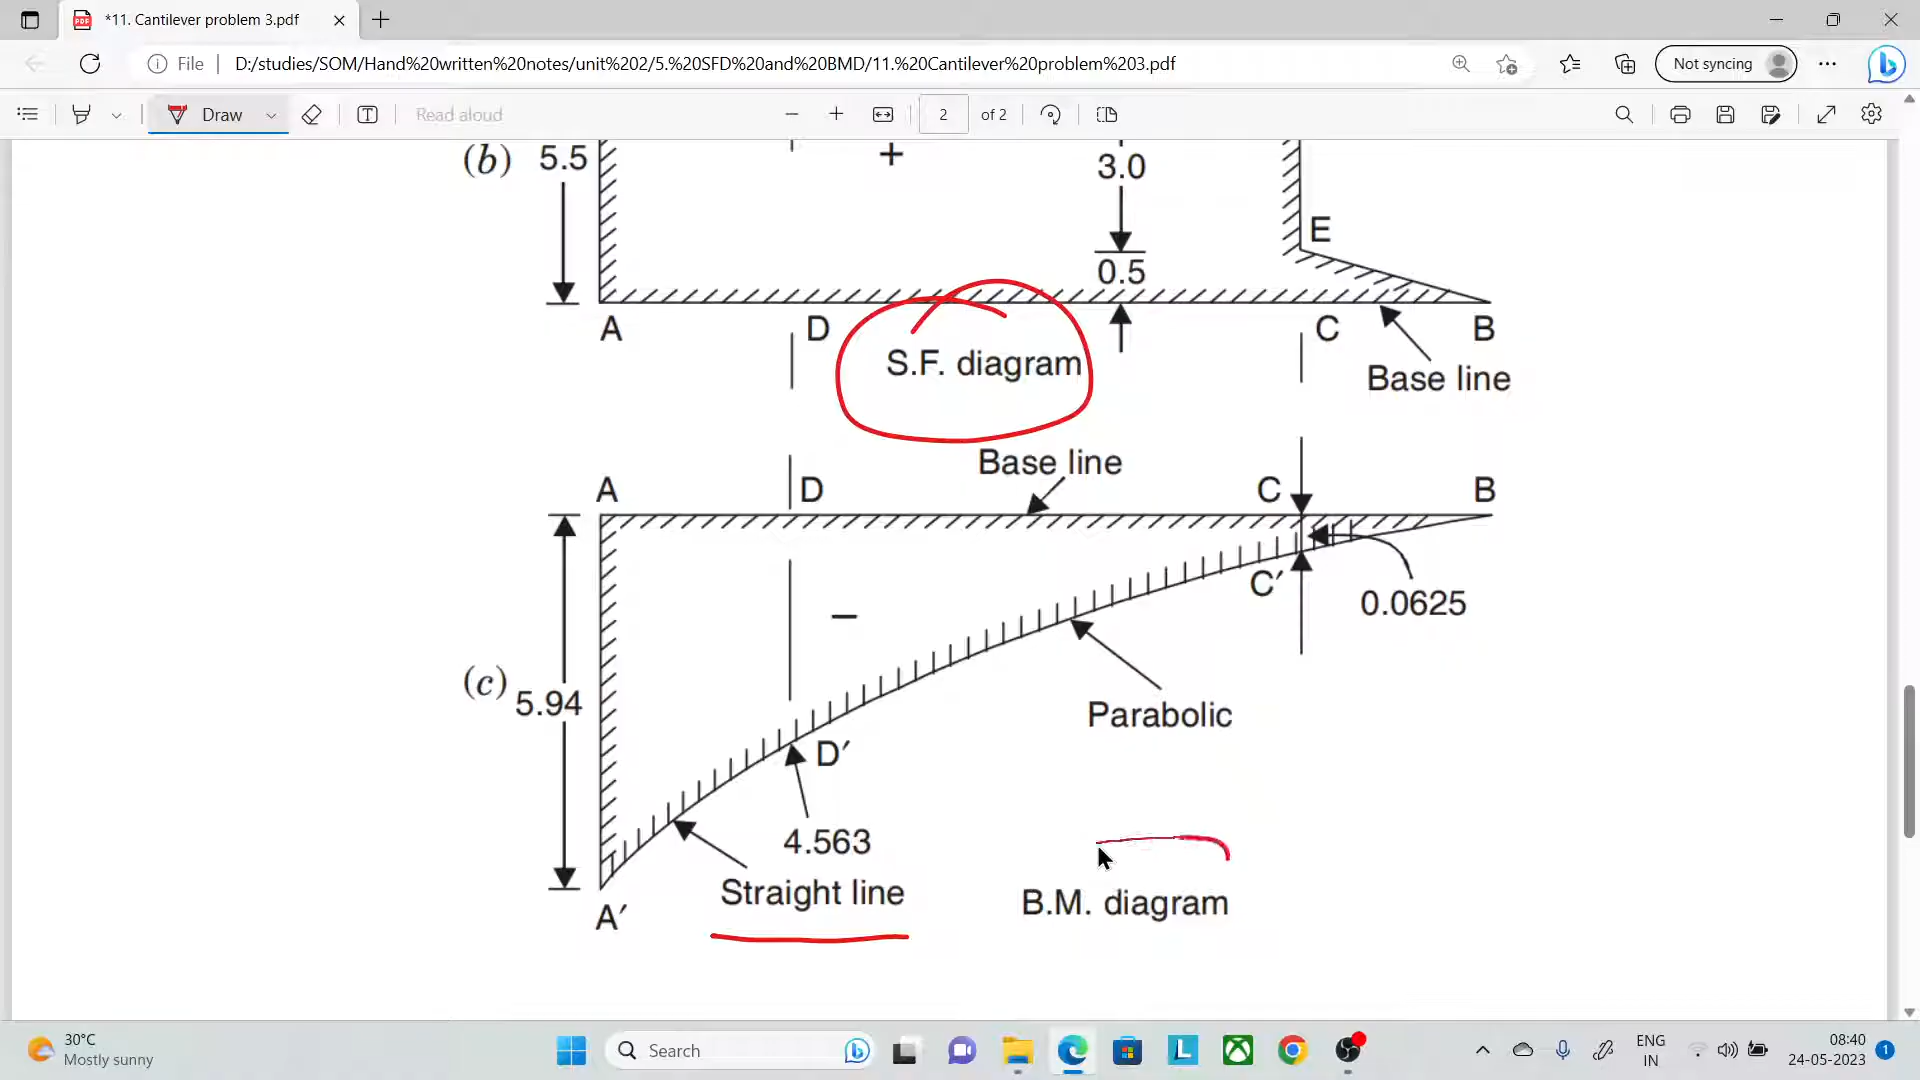 *11. Cantilever problem 3.pdf
File
D:/studies/SOM/Hand%20written%20notes/unit%202/5.%20SFD%20and%20BMD/11.%20Cantilever%20problem%203.pdf
Not syncing
Draw
Read aloud
2
of 2
(b) 5.5
+
3.0
E
0.5
A
D
C
B
S.F. diagram
Base line
Base line
A
D
C
B
C′
0.0625
–
(c)
5.94
Parabolic
D′
4.563
Straight line
B.M. diagram
A′
30°C
Mostly sunny
Search
ENG
IN
08:40
24-05-2023
1